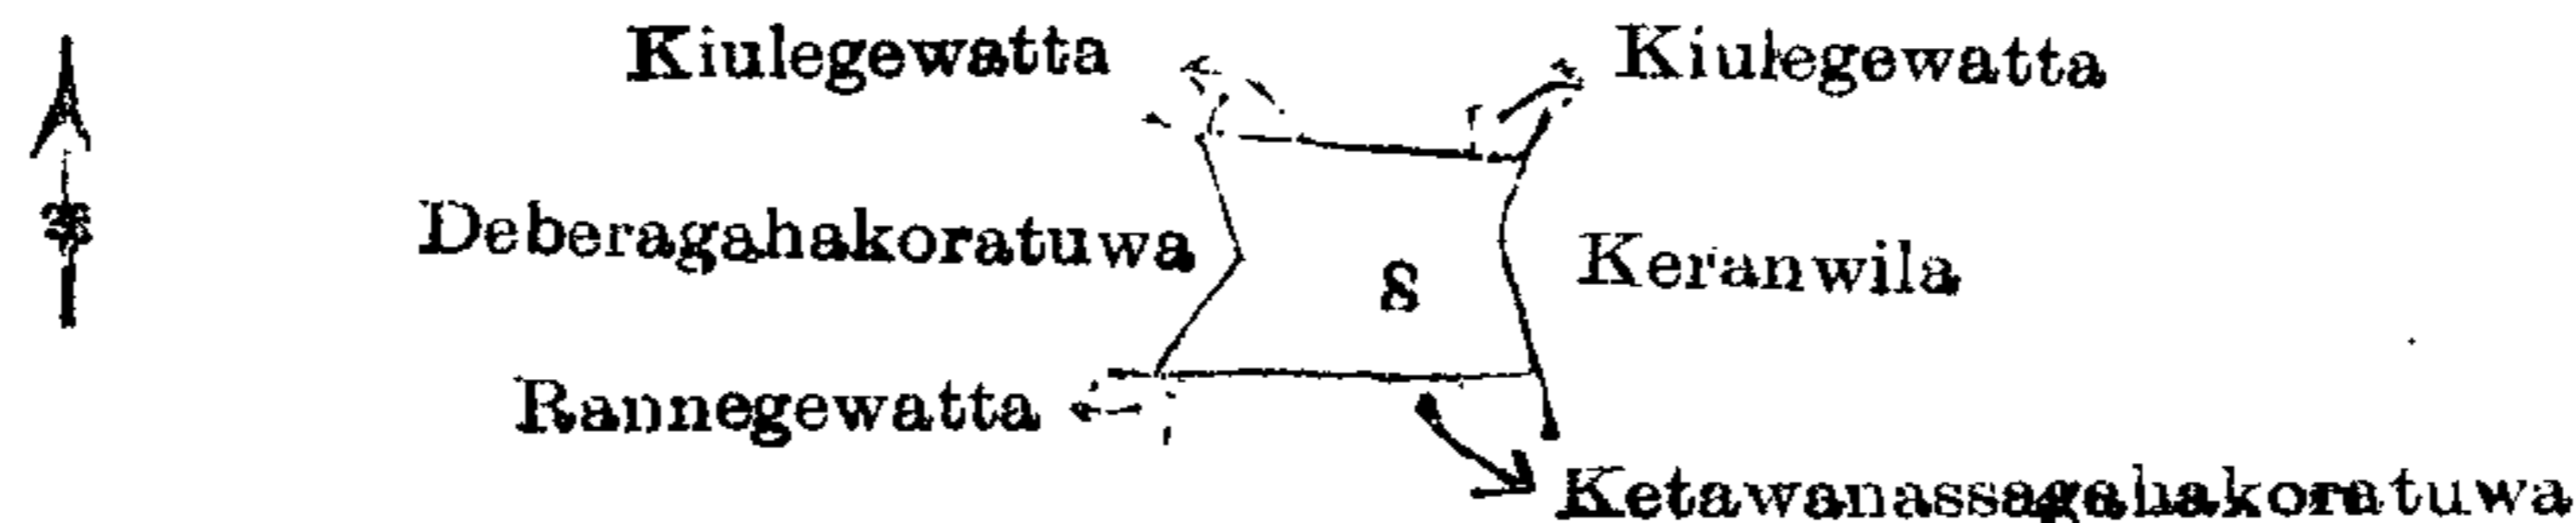 Kiulegewatta Kiulegewatta
Deberagahakoratuwa 8 Keranwila
Rannegewatta
Ketawanassagahakoratuwa